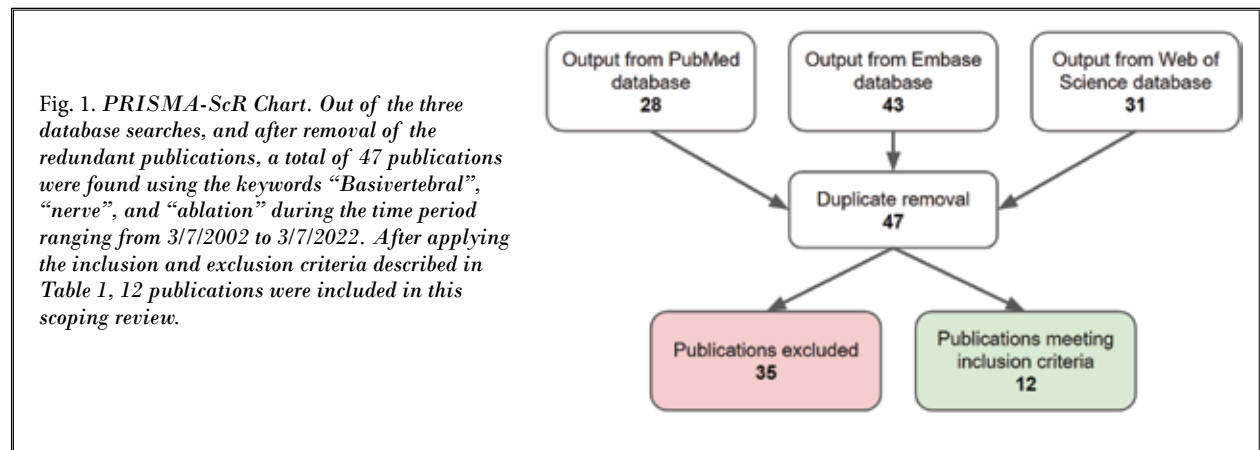 Fig. 1. PRISMA-ScR Chart. Out of the three
database searches, and after removal of the
redundant publications, a total of 47 publications
were found using the keywords “Basivertebral”,
“nerve”, and “ablation” during the time period
ranging from 3/7/2002 to 3/7/2022. After applying
the inclusion and exclusion criteria described in
Table 1, 12 publications were included in this
scoping review.
Output from PubMed
database
28
Output from Embase
database
43
Output from Web of
Science database
31
Duplicate removal
47
Publications excluded
35
Publications meeting
inclusion criteria
12